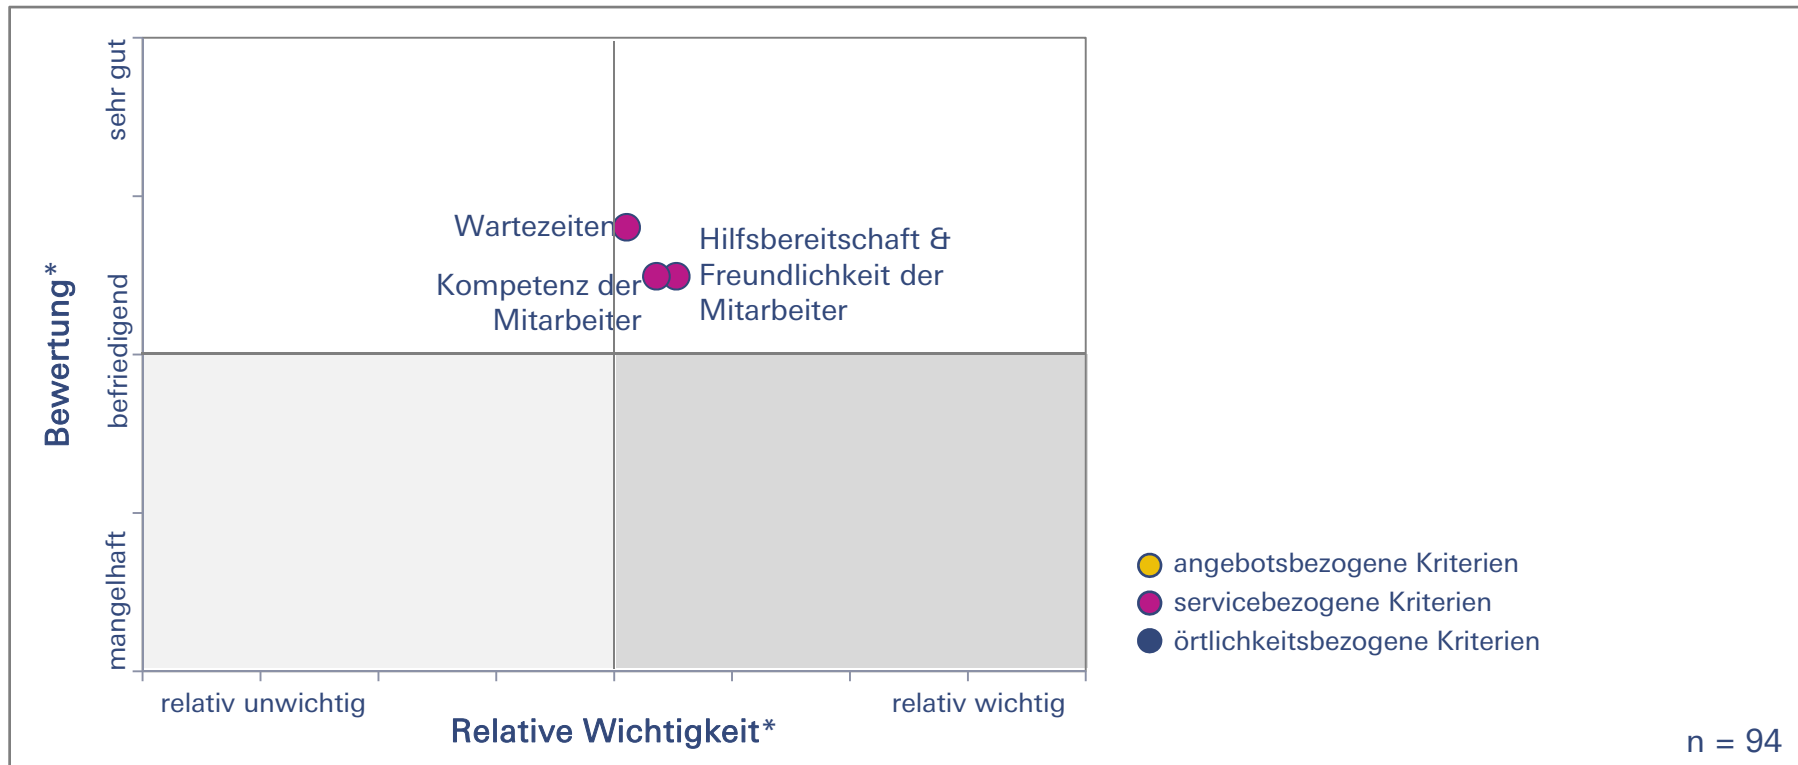 sehr gut
befriedigend
mangelhaft
Bewertung*
Wartezeiten
Kompetenz der
Mitarbeiter
Hilfsbereitschaft &
Freundlichkeit der
Mitarbeiter
relativ unwichtig
relativ wichtig
Relative Wichtigkeit*
angebotsbezogene Kriterien
servicebezogene Kriterien
örtlichkeitsbezogene Kriterien
n = 94